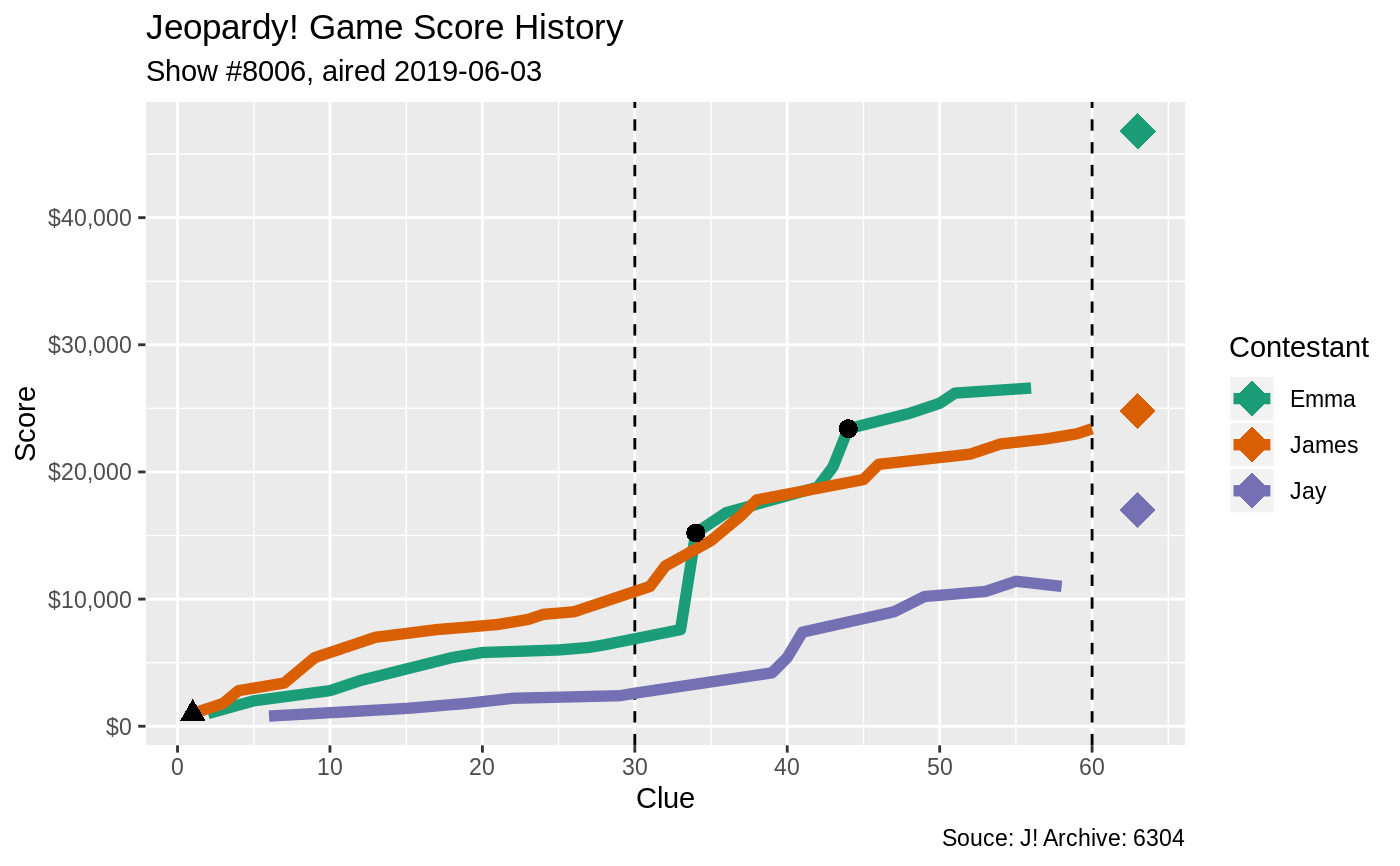 Jeopardy! Game Score History
Show #8006, aired 2019-06-03
$40,000
$30,000
$20,000
$10,000
$0
Score
0 10 20 30 40 50 60
Clue
Contestant
Emma
James
Jay
Souce: J! Archive: 6304